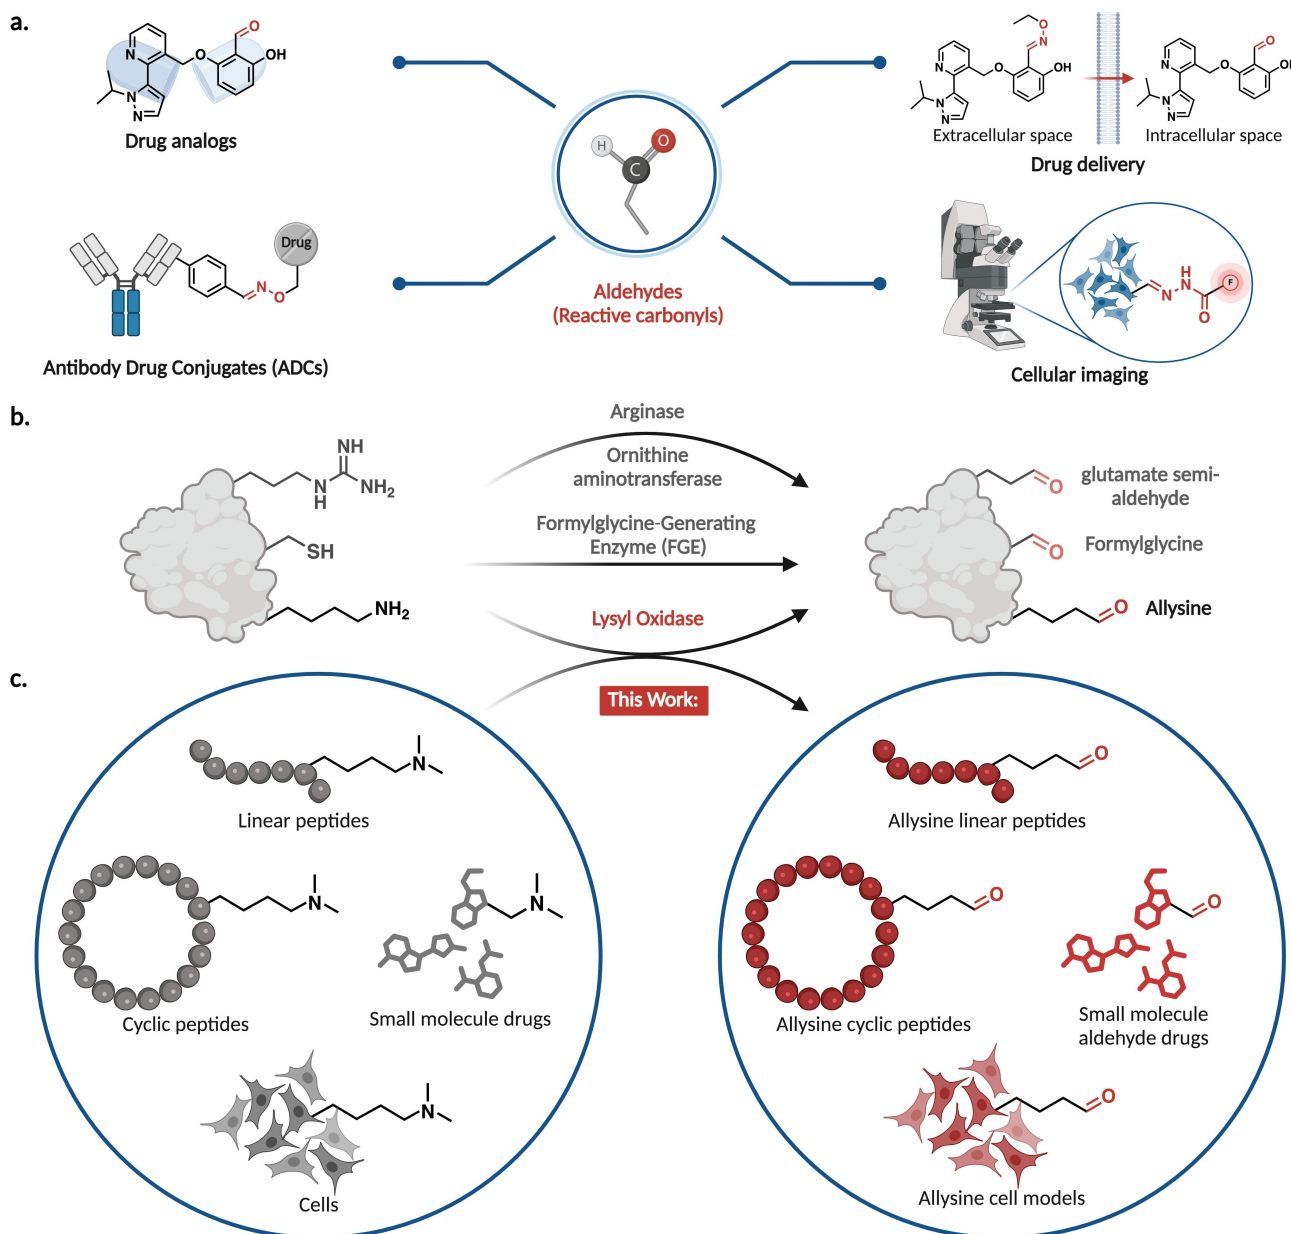 a.
N
N
N
O
O
OH
Drug analogs
Drug
N
O
Antibody Drug Conjugates (ADCs)
H
C
O
Aldehydes
(Reactive carbonyls)
O
N
N
O
OH
N
N
Extracellular space
O
N
O
OH
N
N
Intracellular space
Drug delivery
H
N
N
O
F
Cellular imaging
b.
NH
N
H
NH2
SH
NH2
Arginase
Ornithine
aminotransferase
Formylglycine-Generating
Enzyme (FGE)
Lysyl Oxidase
O
glutamate semi-
aldehyde
O
Formylglycine
O
Allysine
c.
This Work:
N
Linear peptides
N
Cyclic peptides
N
Small molecule drugs
N
Cells
O
Allysine linear peptides
O
Allysine cyclic peptides
O
Small molecule
aldehyde drugs
O
Allysine cell models